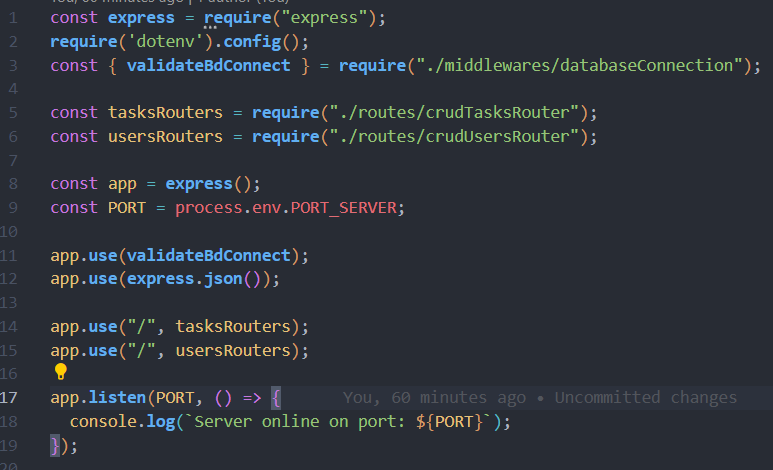 You, 60 minutes ago | 1 author (You)
1 const express = require("express");
2 require('dotenv').config();
3 const { validateBdConnect } = require("./middlewares/databaseConnection");
4
5 const tasksRouters = require("./routes/crudTasksRouter");
6 const usersRouters = require("./routes/crudUsersRouter");
7
8 const app = express();
9 const PORT = process.env.PORT_SERVER;
10
11 app.use(validateBdConnect);
12 app.use(express.json());
13
14 app.use("/", tasksRouters);
15 app.use("/", usersRouters);
16
17 app.listen(PORT, () => { You, 60 minutes ago • Uncommitted changes
18 console.log(`Server online on port: ${PORT}`);
19 });
20